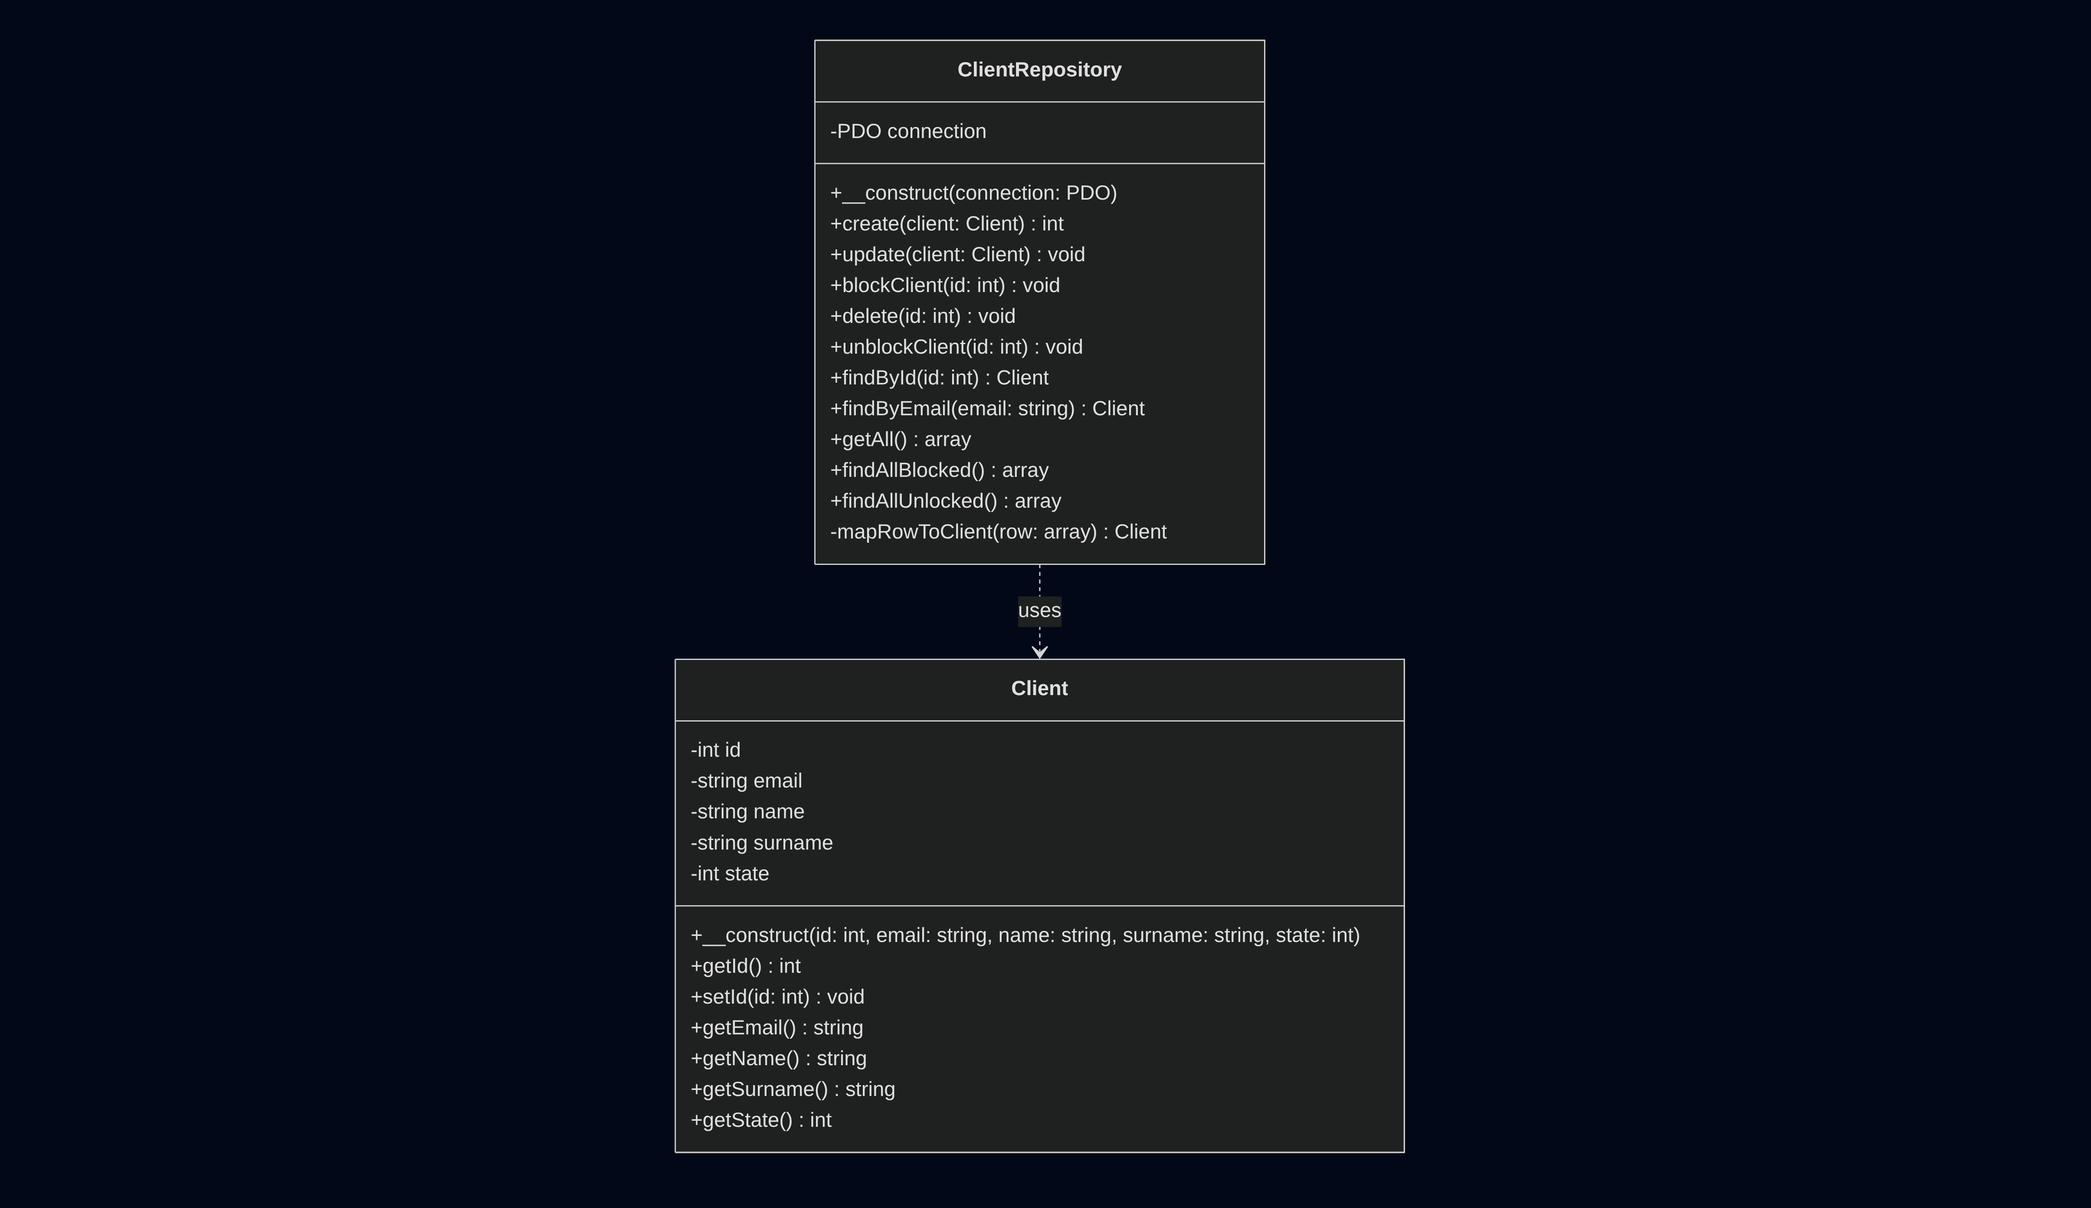 ClientRepository
-PDO connection
+__construct(connection: PDO)
+create(client: Client) : int
+update(client: Client) : void
+blockClient(id: int) : void
+delete(id: int) : void
+unblockClient(id: int) : void
+findById(id: int) : Client
+findByEmail(email: string) : Client
+getAll() : array
+findAllBlocked() : array
+findAllUnlocked() : array
-mapRowToClient(row: array) : Client
uses
Client
-int id
-string email
-string name
-string surname
-int state
+__construct(id: int, email: string, name: string, surname: string, state: int)
+getId() : int
+setId(id: int) : void
+getEmail() : string
+getName() : string
+getSurname() : string
+getState() : int